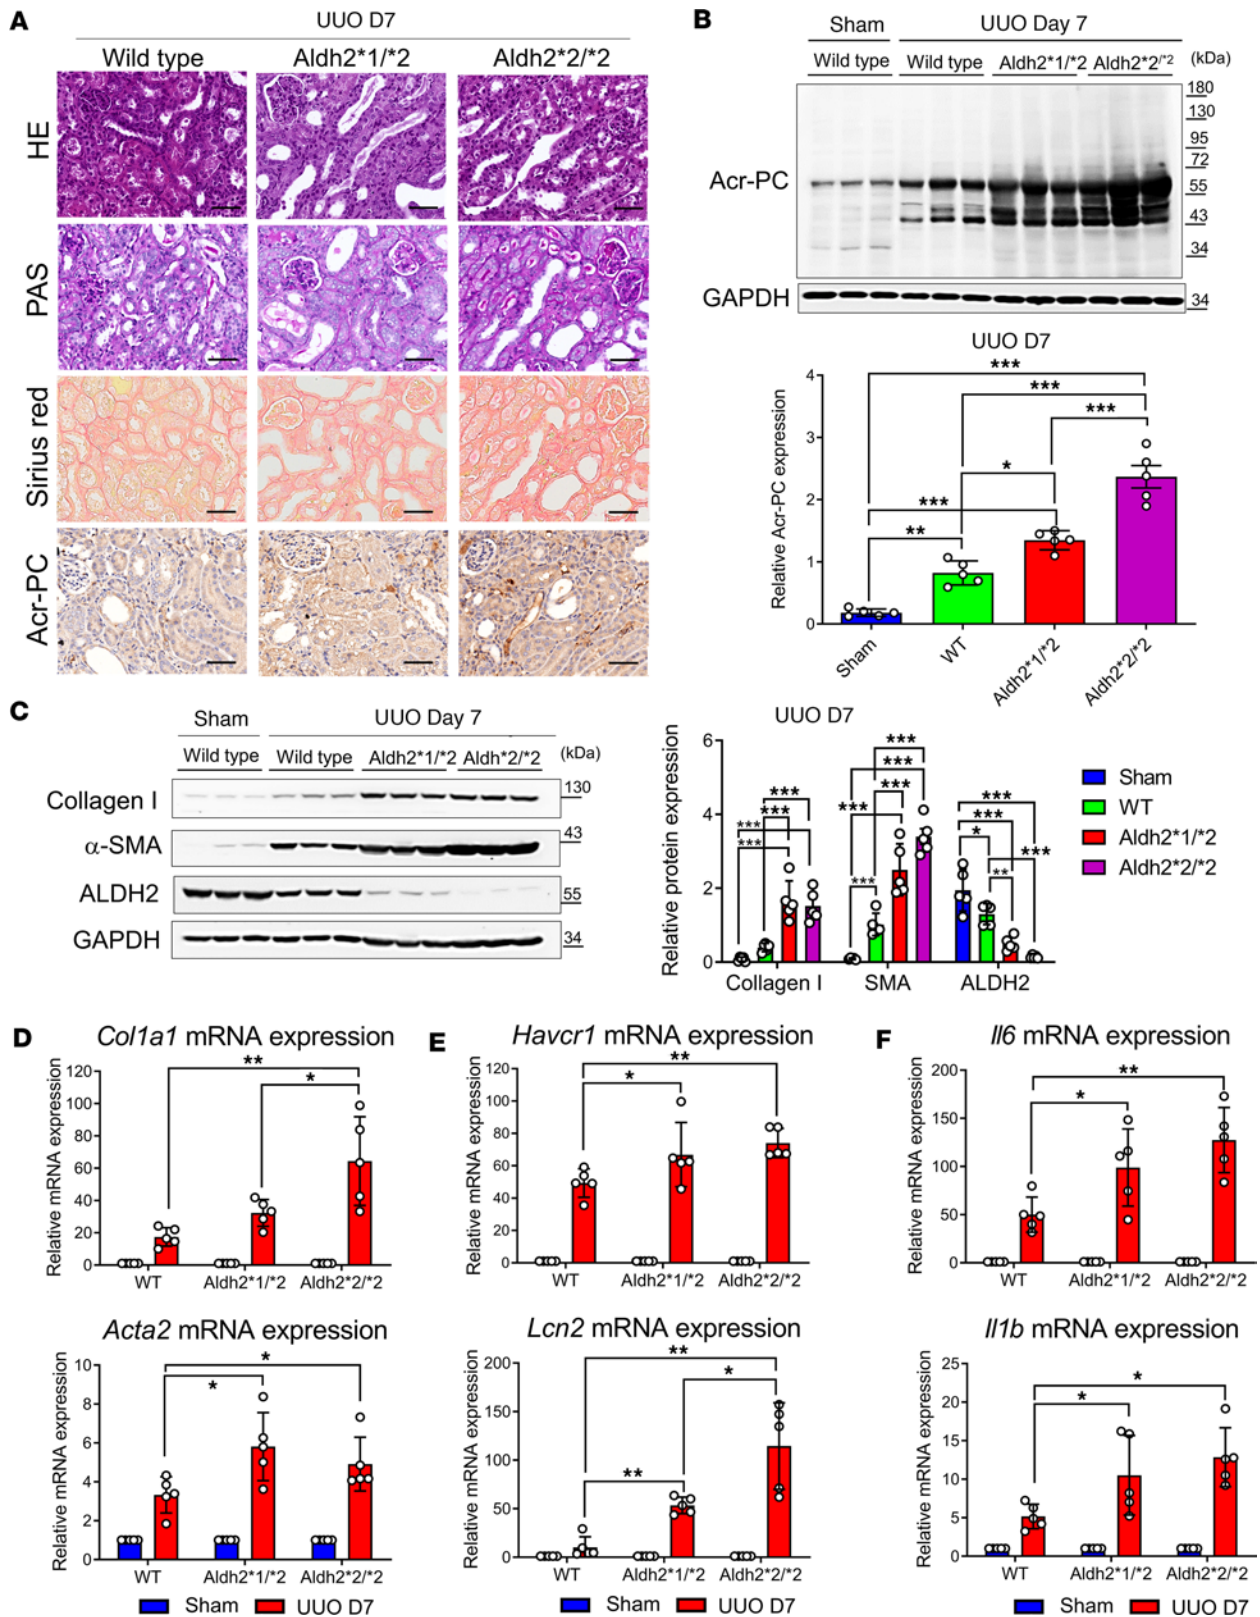 A
UUO D7
Wild type Aldh2*1/*2 Aldh2*2/*2
HE
PAS
Sirius red
Acr-PC
B
Sham UUO Day 7
Wild type Wild type Aldh2*1/*2 Aldh2*2/*2 (kDa)
Acr-PC
180
130
95
72
55
43
34
GAPDH
34
UUO D7
Relative Acr-PC expression
4
3
2
1
0
***
***
***
*
***
**
Sham WT Aldh2*1/*2 Aldh2*2/*2
C
Sham UUO Day 7
Wild type Wild type Aldh2*1/*2 Aldh*2/*2 (kDa)
Collagen I 130
α-SMA 43
ALDH2 55
GAPDH 34
UUO D7
Relative protein expression
6
4
2
0
***
***
***
***
***
***
***
***
***
***
***
*
***
**
Collagen I SMA ALDH2
Sham
WT
Aldh2*1/*2
Aldh2*2/*2
D
Col1a1 mRNA expression
Relative mRNA expression
120
100
80
60
40
20
0
**
*
WT Aldh2*1/*2 Aldh2*2/*2
Acta2 mRNA expression
Relative mRNA expression
10
8
6
4
2
0
*
*
WT Aldh2*1/*2 Aldh2*2/*2
Sham UUO D7
E
Havcr1 mRNA expression
Relative mRNA expression
120
100
80
60
40
20
0
**
*
WT Aldh2*1/*2 Aldh2*2/*2
Lcn2 mRNA expression
Relative mRNA expression
200
150
100
50
0
**
*
**
WT Aldh2*1/*2 Aldh2*2/*2
Sham UUO D7
F
Il6 mRNA expression
Relative mRNA expression
200
150
100
50
0
**
*
WT Aldh2*1/*2 Aldh2*2/*2
Il1b mRNA expression
Relative mRNA expression
25
20
15
10
5
0
*
*
WT Aldh2*1/*2 Aldh2*2/*2
Sham UUO D7